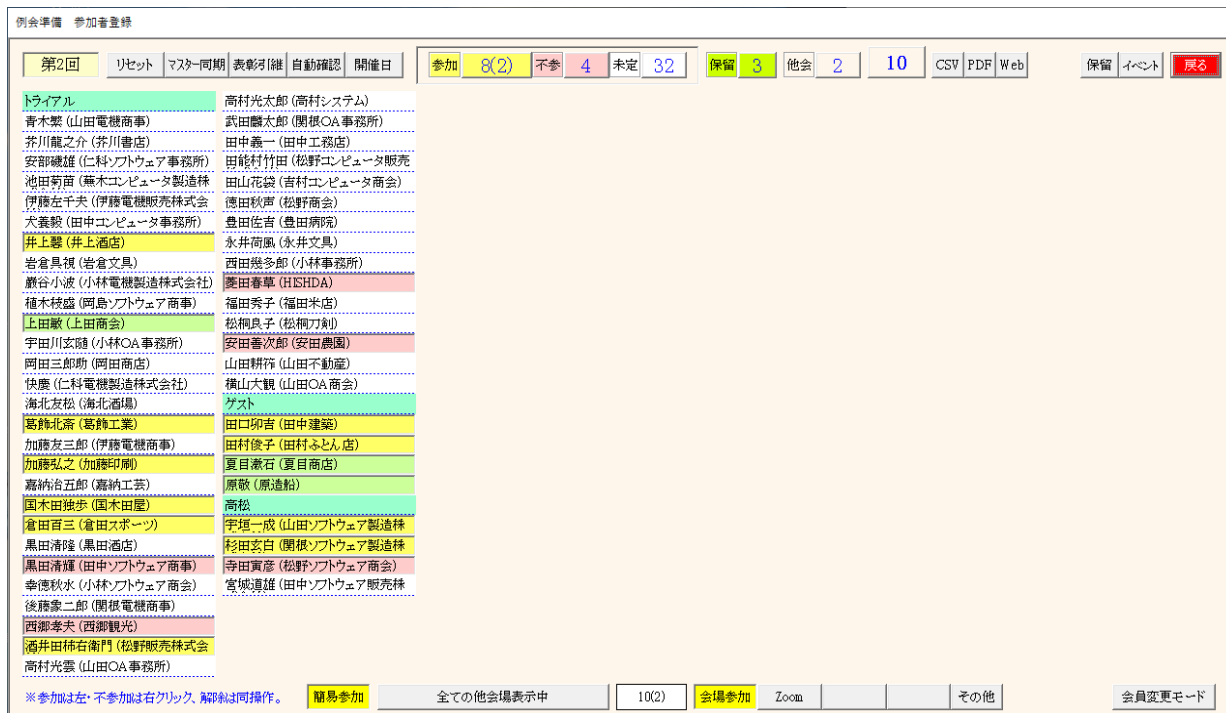 例会準備　参加者登録
第2回 リセット マスター同期 表彰引継 自動確認 開催日 参加 8(2) 不参 4 未定 32 保留 3 他会 2 10 CSV PDF Web 保留 イベント 戻る
トライアル
青木繁 (山田電機商事)
芥川龍之介 (芥川書店)
安部磯雄 (仁科ソフトウェア事務所)
池田菊苗 (蕪木コンピュータ製造株
伊藤左千夫 (伊藤電機販売株式会
犬養毅 (田中コンピュータ事務所)
井上馨 (井上酒店)
岩倉具視 (岩倉文具)
巌谷小波 (小林電機製造株式会社)
植木枝盛 (岡島ソフトウェア商事)
上田敏 (上田商会)
宇田川玄随 (小林OA事務所)
岡田三郎助 (岡田商店)
快慶 (仁科電機製造株式会社)
海北友松 (海北酒場)
葛飾北斎 (葛飾工業)
加藤友三郎 (伊藤電機商事)
加藤弘之 (加藤印刷)
嘉納治五郎 (嘉納工芸)
国木田独歩 (国木田屋)
倉田百三 (倉田スポーツ)
黒田清隆 (黒田酒店)
黒田清輝 (田中ソフトウェア商事)
幸徳秋水 (小林ソフトウェア商会)
後藤象二郎 (関根電機商事)
西郷孝夫 (西郷観光)
酒井田柿右衛門 (松野販売株式会
高村光雲 (山田OA事務所)
高村光太郎 (高村システム)
武田麟太郎 (関根OA事務所)
田中義一 (田中工務店)
田能村竹田 (松野コンピュータ販売
田山花袋 (吉村コンピュータ商会)
徳田秋声 (松野商会)
豊田佐吉 (豊田病院)
永井荷風 (永井文具)
西田幾多郎 (小林事務所)
菱田春草 (HISHDA)
福田秀子 (福田米店)
松桐良子 (松桐刀剣)
安田善次郎 (安田農園)
山田耕筰 (山田不動産)
横山大観 (山田OA商会)
ゲスト
田口卯吉 (田中建築)
田村俊子 (田村ふとん店)
夏目漱石 (夏目商店)
原敬 (原造船)
高松
宇垣一成 (山田ソフトウェア製造株
杉田玄白 (関根ソフトウェア製造株
寺田寅彦 (松野ソフトウェア商会)
宮城道雄 (田中ソフトウェア販売株
※参加は左・不参加は右クリック、解除は同操作。 簡易参加 全ての他会場表示中 10(2) 会場参加 Zoom その他 会員変更モード